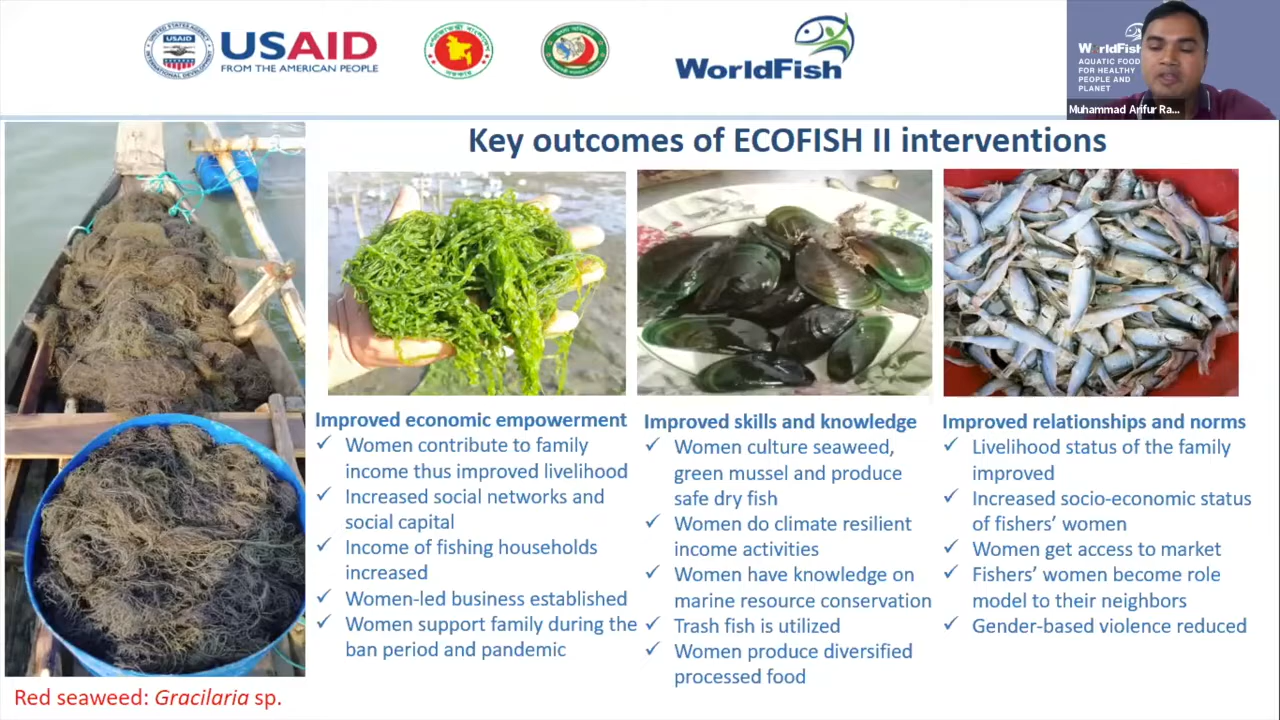 USAID
FROM THE AMERICAN PEOPLE
WorldFish
WorldFish
AQUATIC FOOD
FOR HEALTHY
PEOPLE AND
PLANET
Muhammad Arifur Ra...
Key outcomes of ECOFISH II interventions
Improved economic empowerment
✓ Women contribute to family
income thus improved livelihood
✓ Increased social networks and
social capital
✓ Income of fishing households
increased
✓ Women-led business established
✓ Women support family during the
ban period and pandemic
Improved skills and knowledge
✓ Women culture seaweed,
green mussel and produce
safe dry fish
✓ Women do climate resilient
income activities
✓ Women have knowledge on
marine resource conservation
✓ Trash fish is utilized
✓ Women produce diversified
processed food
Improved relationships and norms
✓ Livelihood status of the family
improved
✓ Increased socio-economic status
of fishers’ women
✓ Women get access to market
✓ Fishers’ women become role
model to their neighbors
✓ Gender-based violence reduced
Red seaweed: Gracilaria sp.